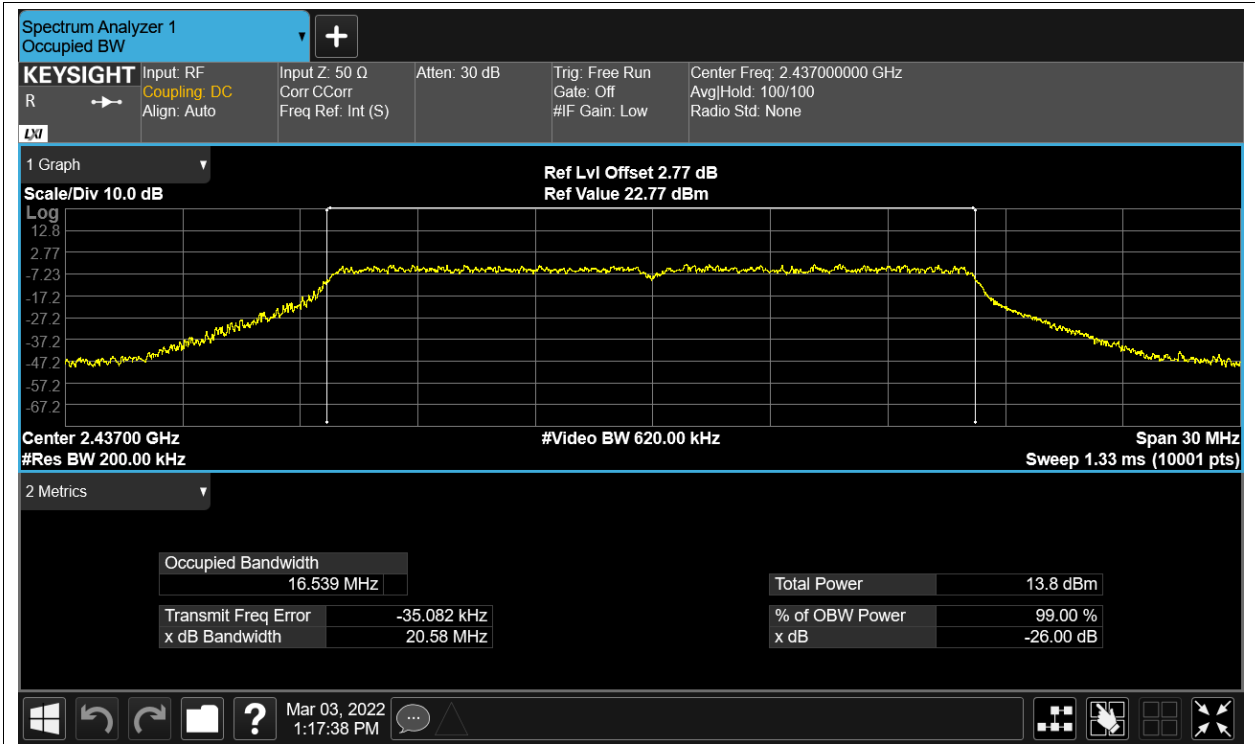 Spectrum Analyzer 1
Occupied BW
KEYSIGHT
R
LXI
Input: RF
Coupling: DC
Align: Auto
Input Z: 50 Ω
Corr CCorr
Freq Ref: Int (S)
Atten: 30 dB
Trig: Free Run
Gate: Off
#IF Gain: Low
Center Freq: 2.437000000 GHz
Avg|Hold: 100/100
Radio Std: None
1 Graph
Scale/Div 10.0 dB
Ref Lvl Offset 2.77 dB
Ref Value 22.77 dBm
Log
12.8
2.77
-7.23
-17.2
-27.2
-37.2
-47.2
-57.2
-67.2
Center 2.43700 GHz
#Res BW 200.00 kHz
#Video BW 620.00 kHz
Span 30 MHz
Sweep 1.33 ms (10001 pts)
2 Metrics
Occupied Bandwidth
16.539 MHz
Transmit Freq Error -35.082 kHz
x dB Bandwidth 20.58 MHz
Total Power 13.8 dBm
% of OBW Power 99.00 %
x dB -26.00 dB
?
Mar 03, 2022
1:17:38 PM